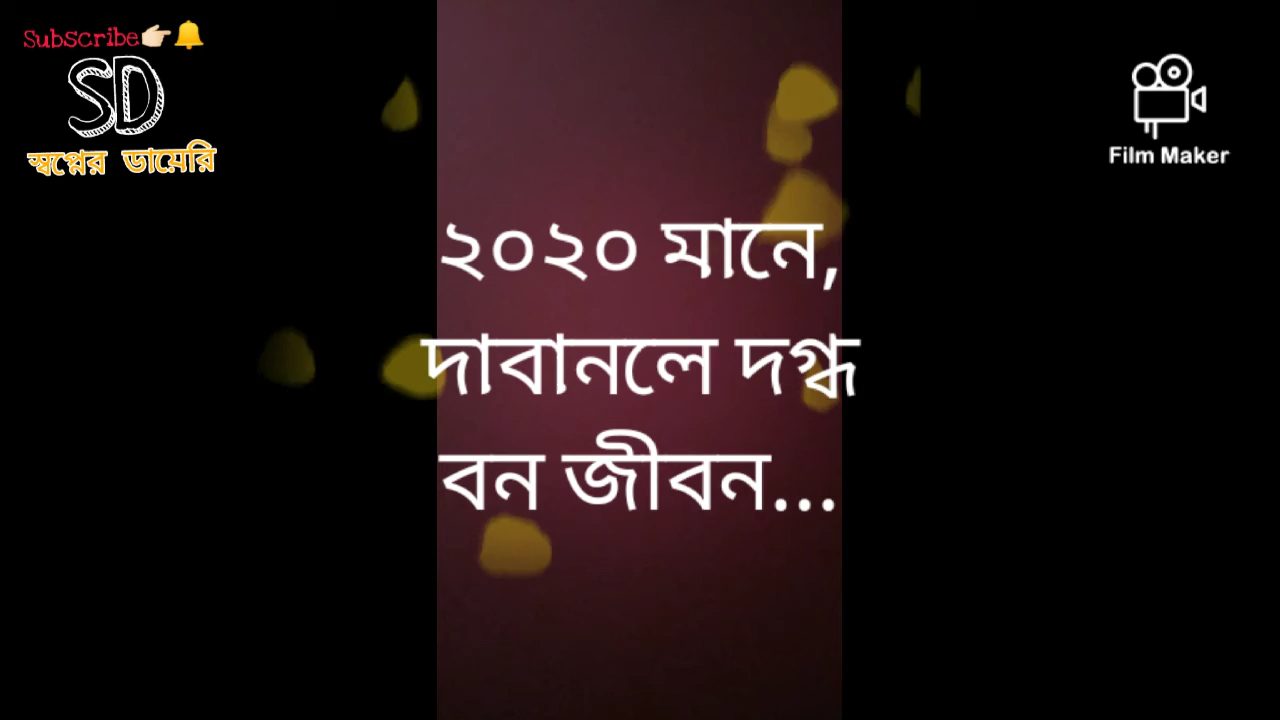 Subscribe👉🏻🔔
SD
স্বপ্নের ডায়েরি
Film Maker
২০২০ মানে,
দাবানলে দগ্ধ
বন জীবন...